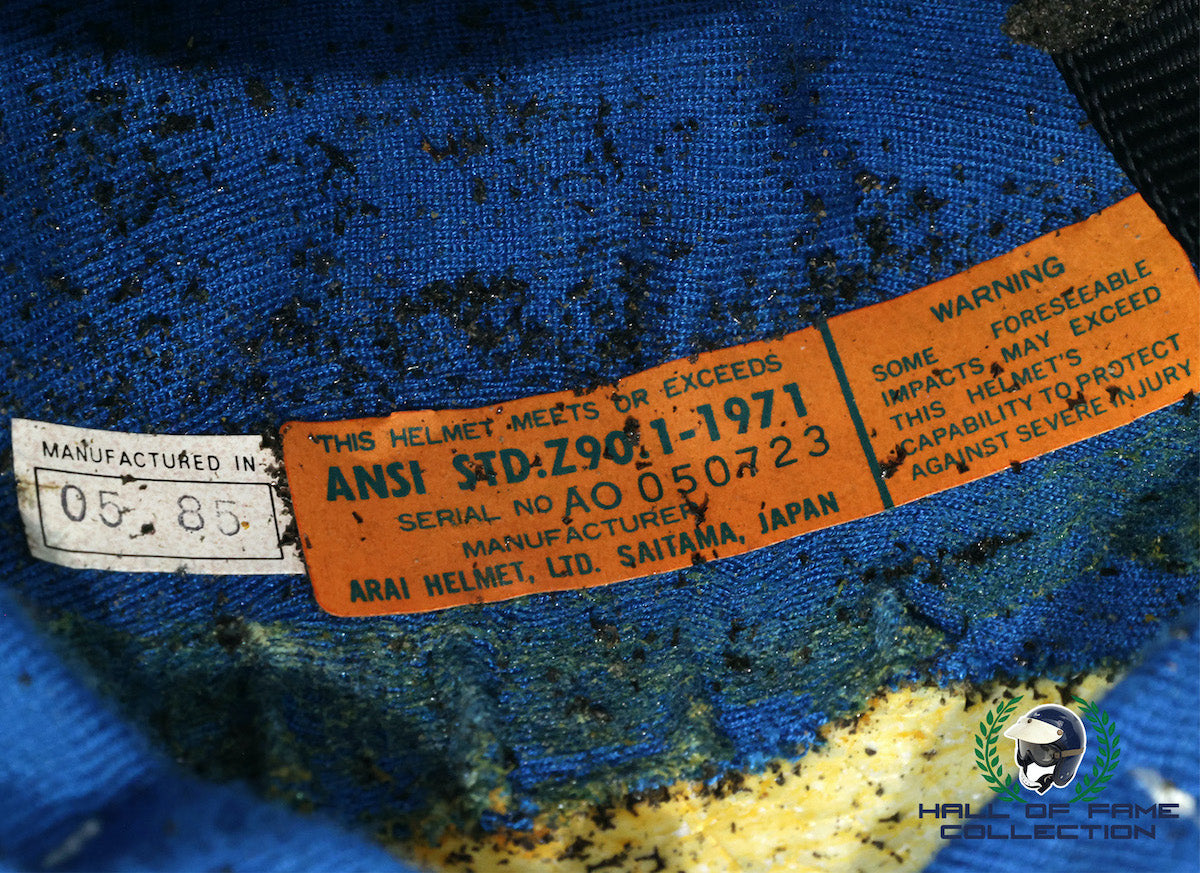 MANUFACTURED IN
05 85
THIS HELMET MEETS OR EXCEEDS
ANSI STD.Z90.1-1971
SERIAL NO AO 050723
MANUFACTURER
ARAI HELMET, LTD. SAITAMA, JAPAN
WARNING
SOME FORESEEABLE
IMPACTS MAY EXCEED
THIS HELMET'S
CAPABILITY TO PROTECT
AGAINST SEVERE INJURY
HALL OF FAME
COLLECTION